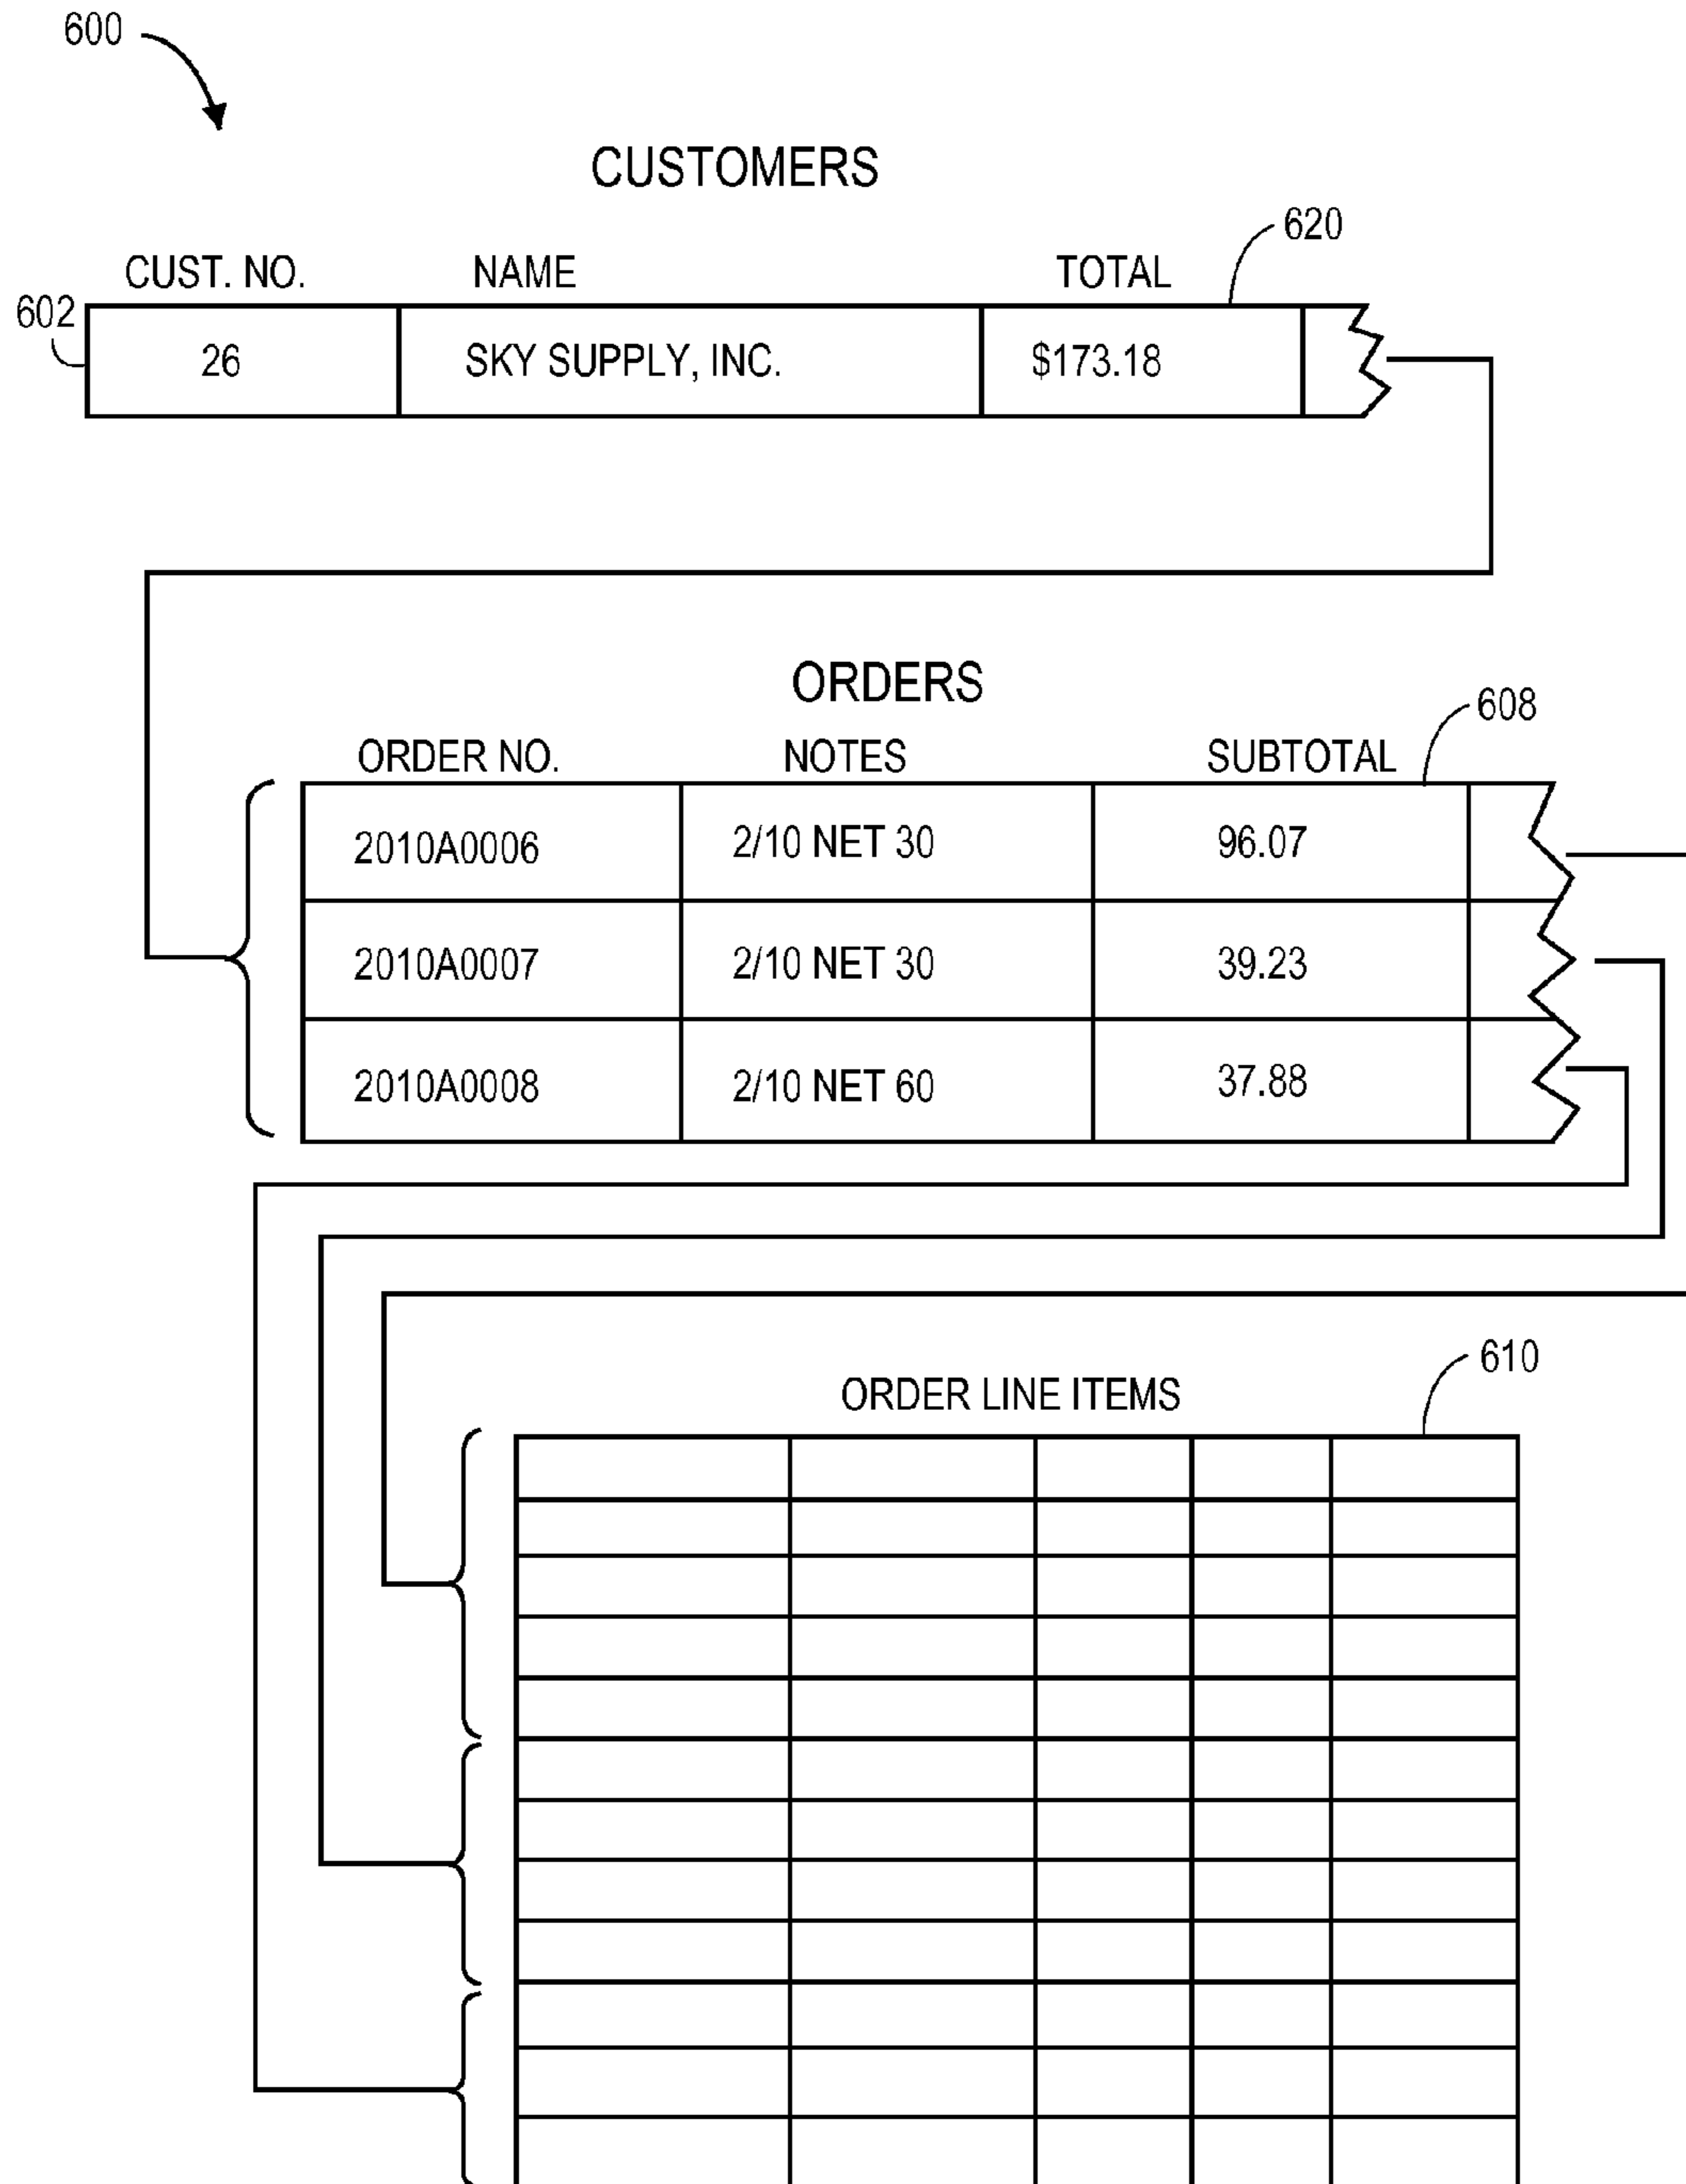 600
CUSTOMERS
620
CUST. NO. NAME TOTAL
602
26 SKY SUPPLY, INC. $173.18
ORDERS
608
ORDER NO. NOTES SUBTOTAL
2010A0006 2/10 NET 30 96.07
2010A0007 2/10 NET 30 39.23
2010A0008 2/10 NET 60 37.88
610
ORDER LINE ITEMS